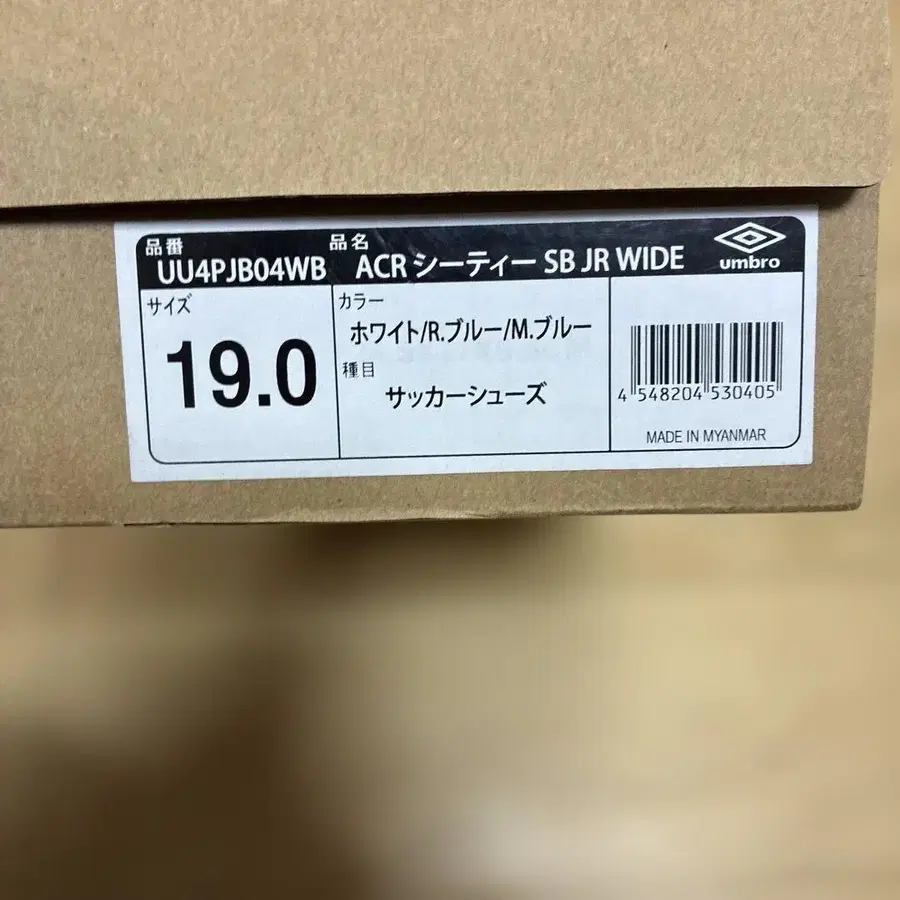 品番
UU4PJB04WB
品名
ACR シーティー SB JR WIDE
umbro
サイズ
19.0
カラー
ホワイト/R.ブルー/M.ブルー
種目
サッカーシューズ
4 548204 530405
MADE IN MYANMAR